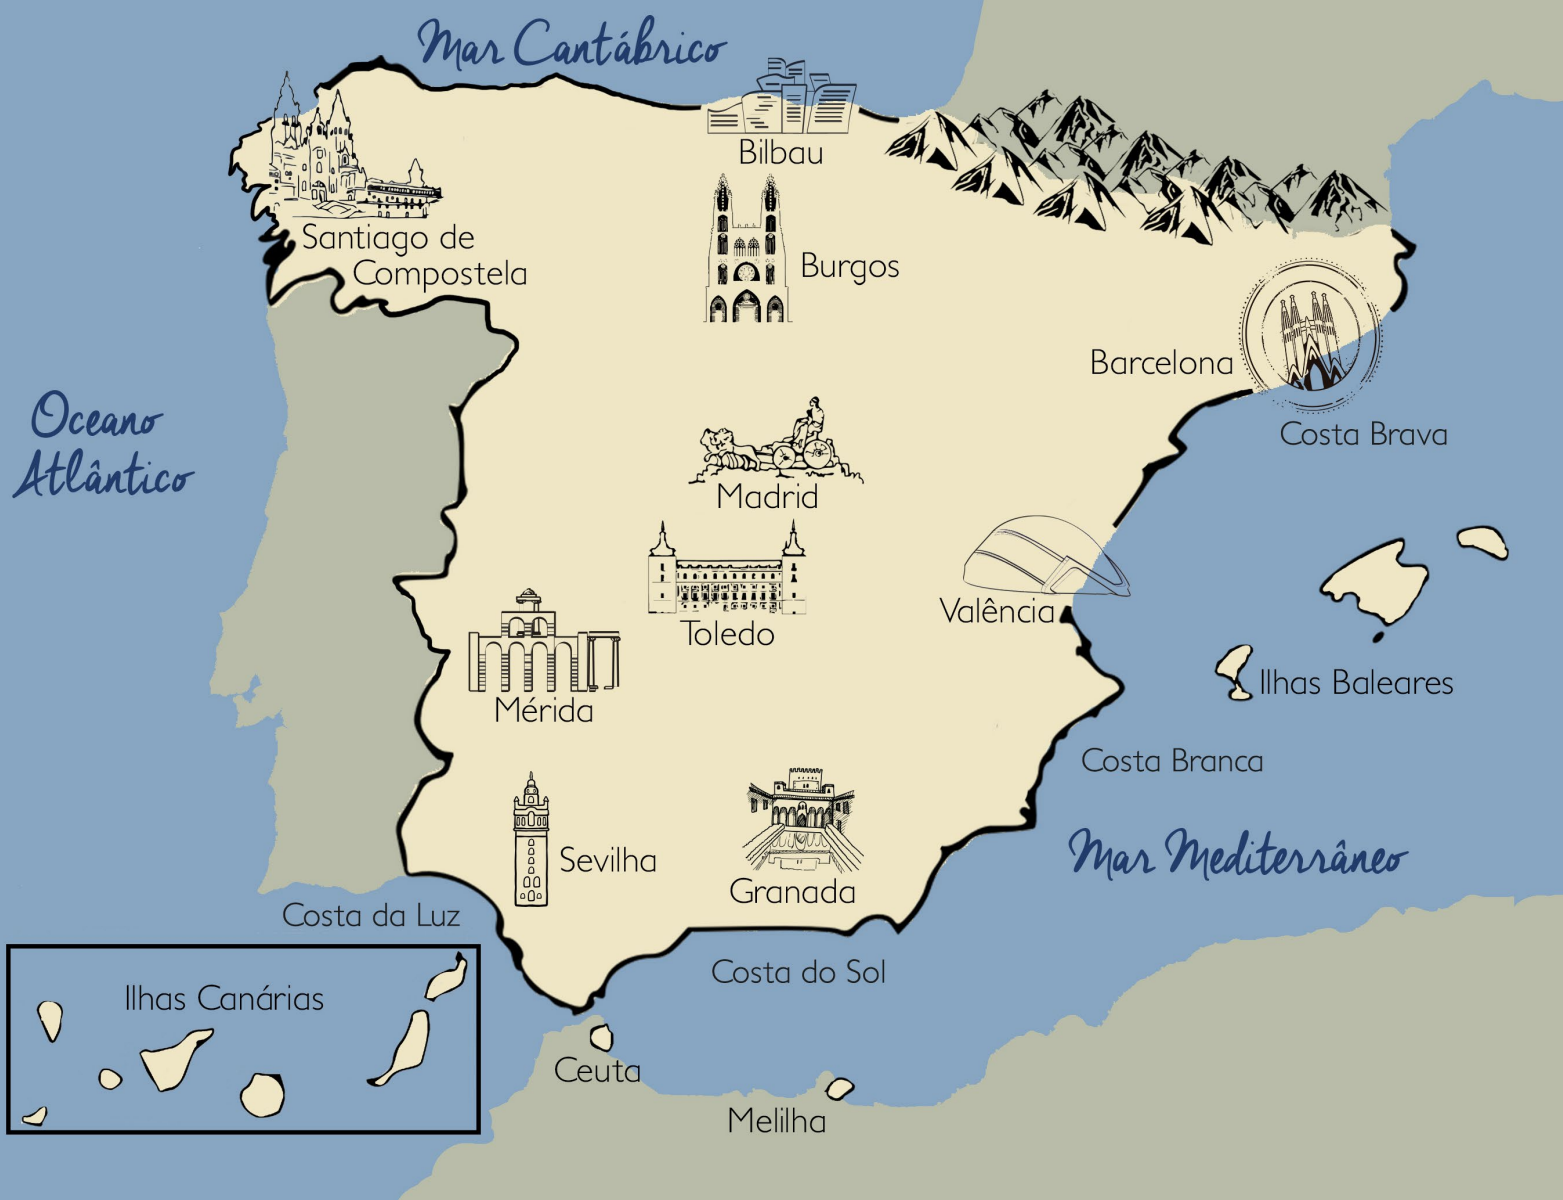 Mar Cantábrico
Bilbau
Santiago de
Compostela
Burgos
Barcelona
Oceano
Atlântico
Costa Brava
Madrid
Valência
Toledo
Ilhas Baleares
Mérida
Costa Branca
Mar Mediterrâneo
Sevilha
Granada
Costa da Luz
Costa do Sol
Ilhas Canárias
Ceuta
Melilha